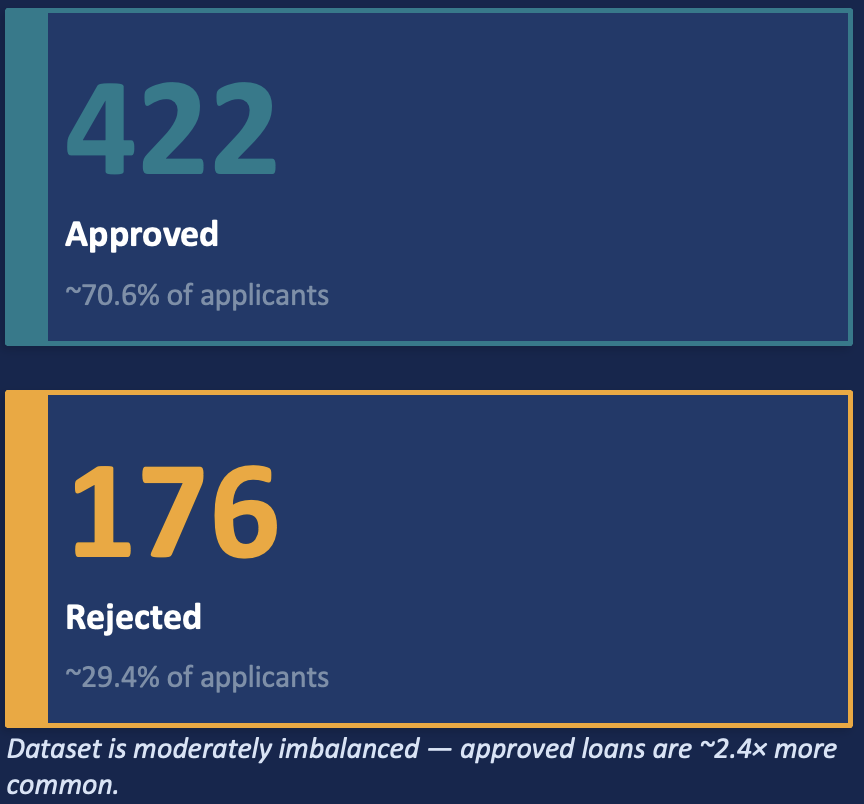 422
Approved
~70.6% of applicants
176
Rejected
~29.4% of applicants
Dataset is moderately imbalanced — approved loans are ~2.4× more
common.